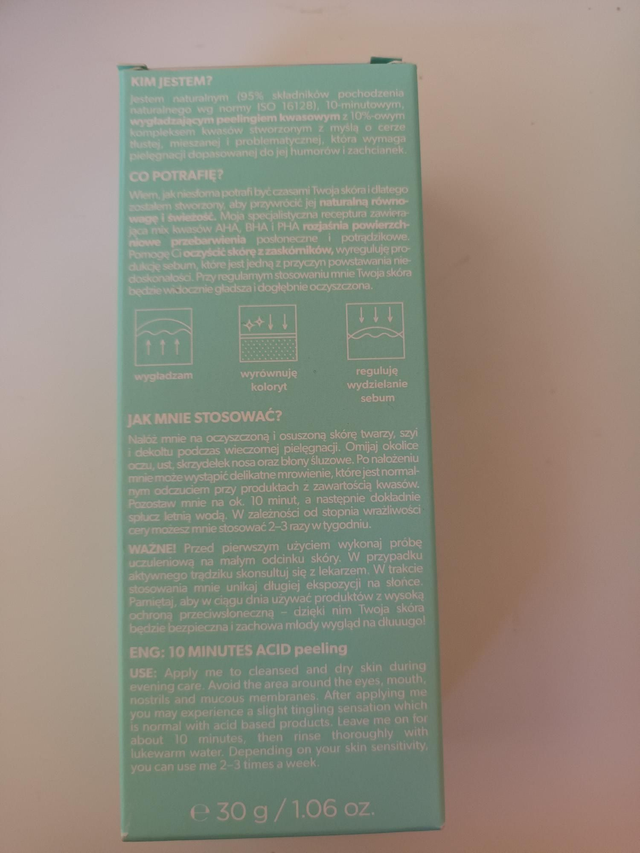 KIM JESTEM?
Jestem naturalnym (95% składników pochodzenia
naturalnego wg normy ISO 16128), 10-minutowym,
wygładzającym peelingiem kwasowym z 10%-owym
kompleksem kwasów stworzonym z myślą o cerze
tłustej, mieszanej i problematycznej, która wymaga
pielęgnacji dopasowanej do jej humorów i zachcianek.
CO POTRAFIĘ?
Wiem, jak niesforna potrafi być czasami Twoja skóra i dlatego
zostałem stworzony, aby przywrócić jej naturalną równo-
wagę i świeżość. Moja specjalistyczna receptura zawiera-
jąca mix kwasów AHA, BHA i PHA rozjaśnia powierzch-
niowe przebarwienia posłoneczne i potrądzikowe.
Pomogę Ci oczyścić skórę z zaskórników, wyreguluję pro-
dukcję sebum, które jest jedną z przyczyn powstawania nie-
doskonałości. Przy regularnym stosowaniu mnie Twoja skóra
będzie widocznie gładsza i dogłębnie oczyszczona.
wygładzam
wyrównuję
koloryt
reguluję
wydzielanie
sebum
JAK MNIE STOSOWAĆ?
Nałóż mnie na oczyszczoną i osuszoną skórę twarzy, szyi
i dekoltu podczas wieczornej pielęgnacji. Omijaj okolice
oczu, ust, skrzydełek nosa oraz błony śluzowe. Po nałożeniu
mnie może wystąpić delikatne mrowienie, które jest normal-
nym odczuciem przy produktach z zawartością kwasów.
Pozostaw mnie na ok. 10 minut, a następnie dokładnie
spłucz letnią wodą. W zależności od stopnia wrażliwości
cery możesz mnie stosować 2–3 razy w tygodniu.
WAŻNE! Przed pierwszym użyciem wykonaj próbę
uczuleniową na małym odcinku skóry. W przypadku
aktywnego trądziku skonsultuj się z lekarzem. W trakcie
stosowania mnie unikaj długiej ekspozycji na słońce.
Pamiętaj, aby w ciągu dnia używać produktów z wysoką
ochroną przeciwsłoneczną – dzięki nim Twoja skóra
będzie bezpieczna i zachowa młody wygląd na dłuuugo!
ENG: 10 MINUTES ACID peeling
USE: Apply me to cleansed and dry skin during
evening care. Avoid the area around the eyes, mouth,
nostrils and mucous membranes. After applying me
you may experience a slight tingling sensation which
is normal with acid based products. Leave me on for
about 10 minutes, then rinse thoroughly with
lukewarm water. Depending on your skin sensitivity,
you can use me 2–3 times a week.
℮ 30 g / 1.06 oz.